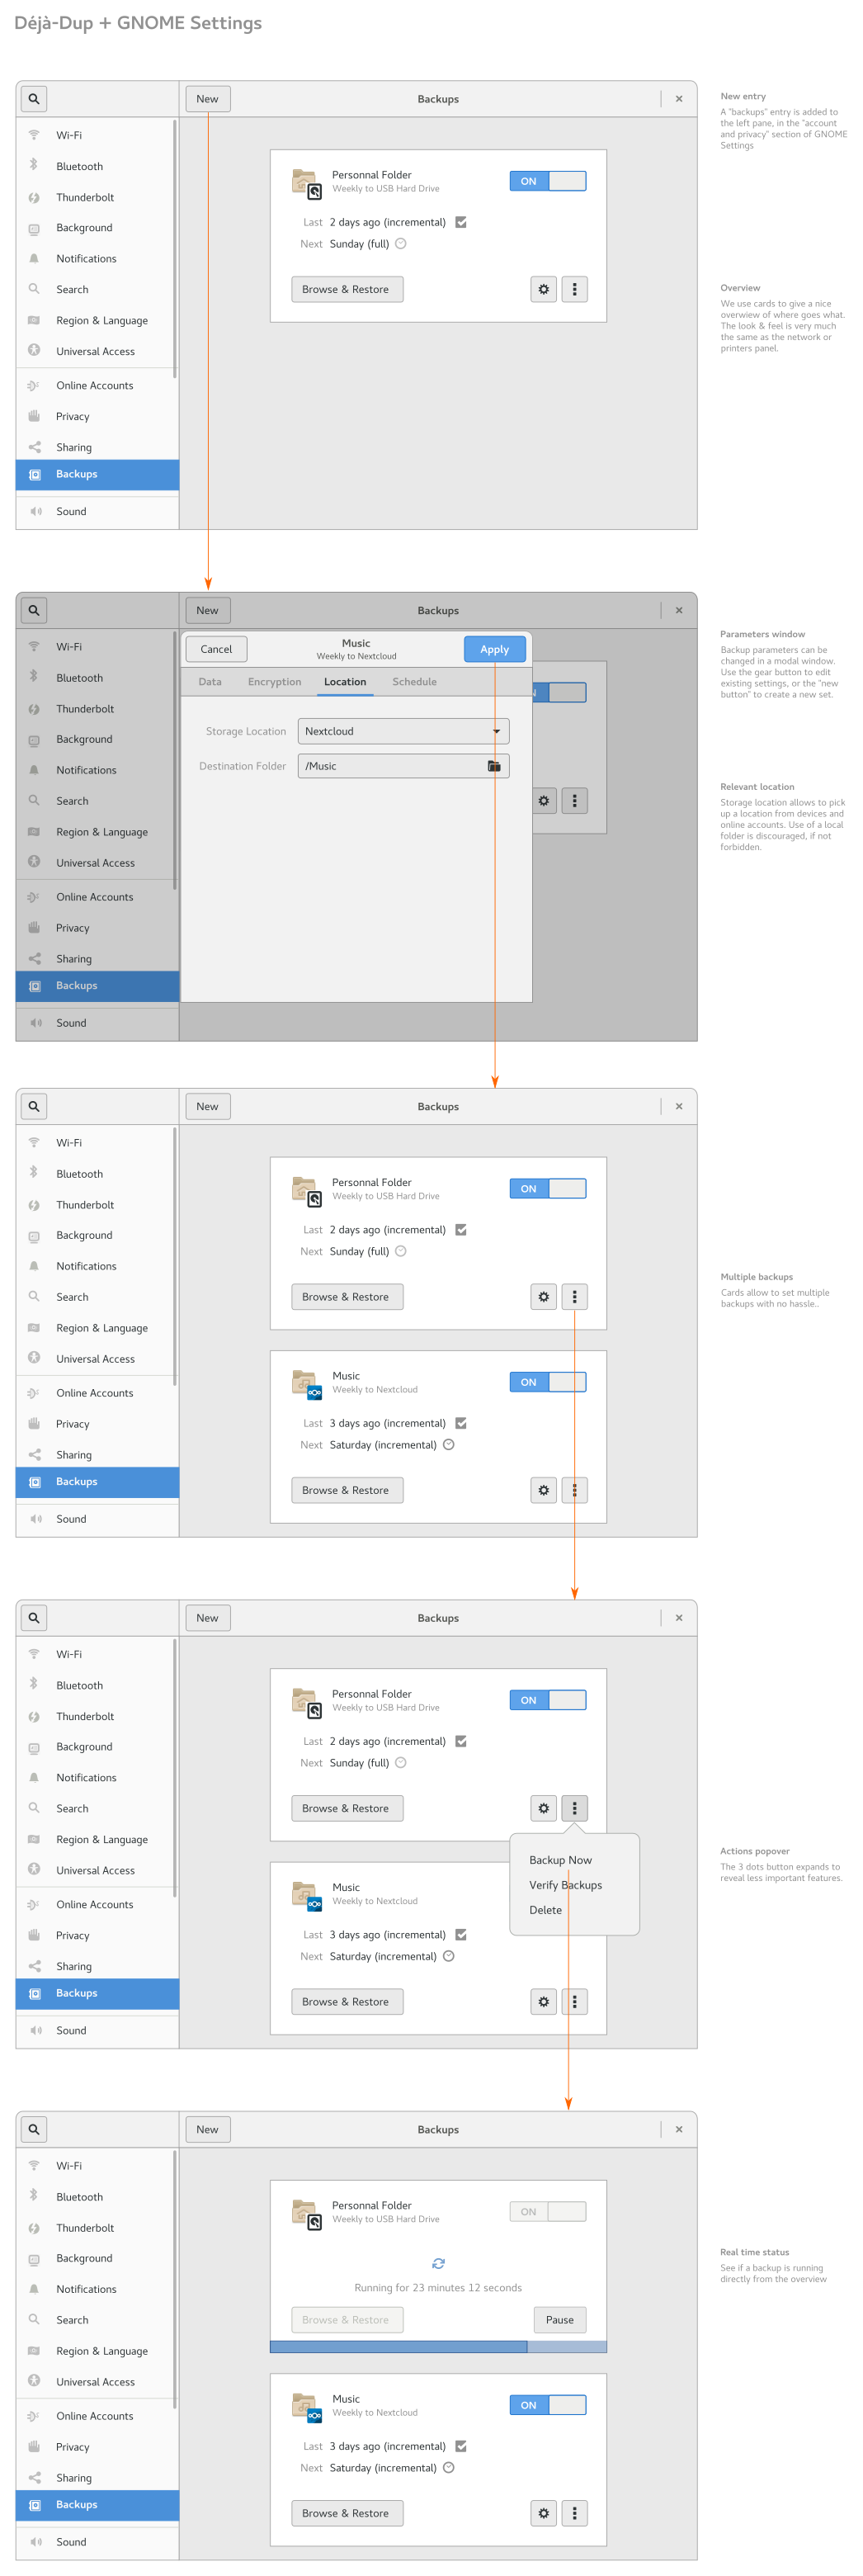 Déjà-Dup + GNOME Settings
New
Backups
Wi-Fi
Bluetooth
Thunderbolt
Background
Notifications
Search
Region & Language
Universal Access
Online Accounts
Privacy
Sharing
Backups
Sound
Personnal Folder
Weekly to USB Hard Drive
ON
Last 2 days ago (incremental)
Next Sunday (full)
Browse & Restore
New entry
A "backups" entry is added to
the left pane, in the "account
and privacy" section of GNOME
Settings
Overview
We use cards to give a nice
overwiew of where goes what.
The look & feel is very much
the same as the network or
printers panel.
New
Backups
Wi-Fi
Bluetooth
Thunderbolt
Background
Notifications
Search
Region & Language
Universal Access
Online Accounts
Privacy
Sharing
Backups
Sound
Cancel
Music
Weekly to Nextcloud
Apply
Data Encryption Location Schedule
Storage Location Nextcloud
Destination Folder /Music
Parameters window
Backup parameters can be
changed in a modal window.
Use the gear button to edit
existing settings, or the "new
button" to create a new set.
Relevant location
Storage location allows to pick
up a location from devices and
online accounts. Use of a local
folder is discouraged, if not
forbidden.
New
Backups
Wi-Fi
Bluetooth
Thunderbolt
Background
Notifications
Search
Region & Language
Universal Access
Online Accounts
Privacy
Sharing
Backups
Sound
Personnal Folder
Weekly to USB Hard Drive
ON
Last 2 days ago (incremental)
Next Sunday (full)
Browse & Restore
Music
Weekly to Nextcloud
ON
Last 3 days ago (incremental)
Next Saturday (incremental)
Browse & Restore
Multiple backups
Cards allow to set multiple
backups with no hassle..
New
Backups
Wi-Fi
Bluetooth
Thunderbolt
Background
Notifications
Search
Region & Language
Universal Access
Online Accounts
Privacy
Sharing
Backups
Sound
Personnal Folder
Weekly to USB Hard Drive
ON
Last 2 days ago (incremental)
Next Sunday (full)
Browse & Restore
Backup Now
Verify Backups
Delete
Music
Weekly to Nextcloud
Last 3 days ago (incremental)
Next Saturday (incremental)
Browse & Restore
Actions popover
The 3 dots button expands to
reveal less important features.
New
Backups
Wi-Fi
Bluetooth
Thunderbolt
Background
Notifications
Search
Region & Language
Universal Access
Online Accounts
Privacy
Sharing
Backups
Sound
Personnal Folder
Weekly to USB Hard Drive
ON
Running for 23 minutes 12 seconds
Browse & Restore
Pause
Music
Weekly to Nextcloud
ON
Last 3 days ago (incremental)
Next Saturday (incremental)
Browse & Restore
Real time status
See if a backup is running
directly from the overview